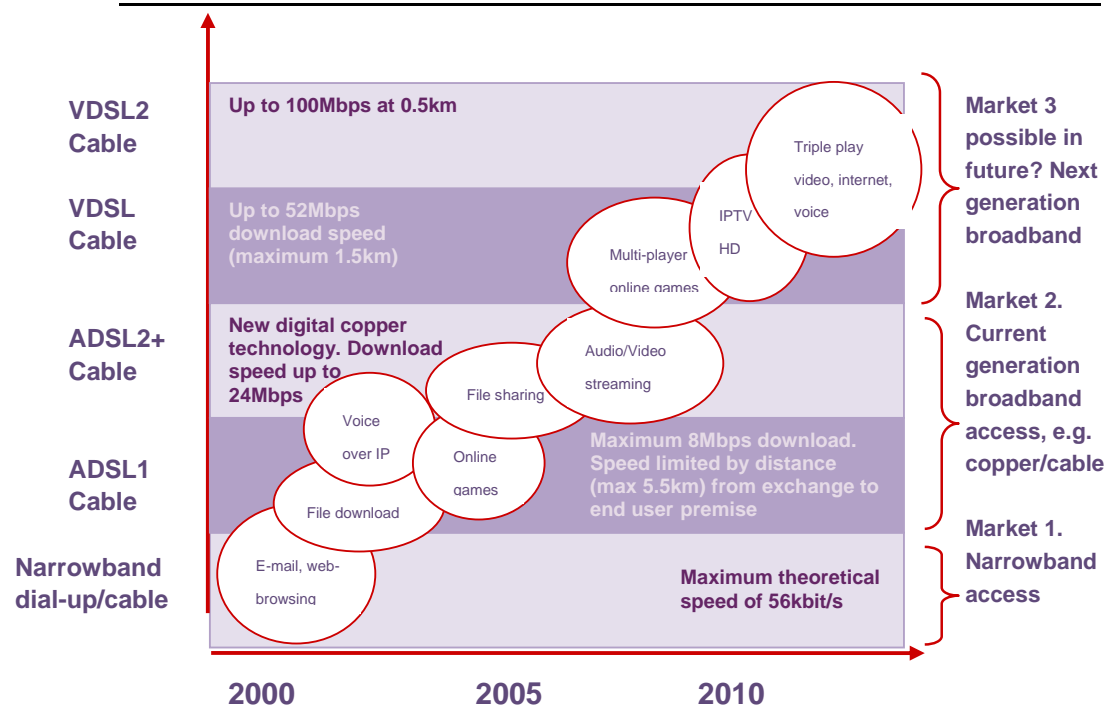 VDSL2
Cable
Up to 100Mbps at 0.5km
Triple play
video, internet,
voice
Market 3
possible in
future? Next
generation
broadband
VDSL
Cable
Up to 52Mbps
download speed
(maximum 1.5km)
IPTV
HD
Multi-player
online games
ADSL2+
Cable
New digital copper
technology. Download
speed up to
24Mbps
Audio/Video
streaming
File sharing
Market 2.
Current
generation
broadband
access, e.g.
copper/cable
ADSL1
Cable
Voice
over IP
Online
games
File download
Maximum 8Mbps download.
Speed limited by distance
(max 5.5km) from exchange to
end user premise
Narrowband
dial-up/cable
E-mail, web-
browsing
Maximum theoretical
speed of 56kbit/s
Market 1.
Narrowband
access
2000
2005
2010